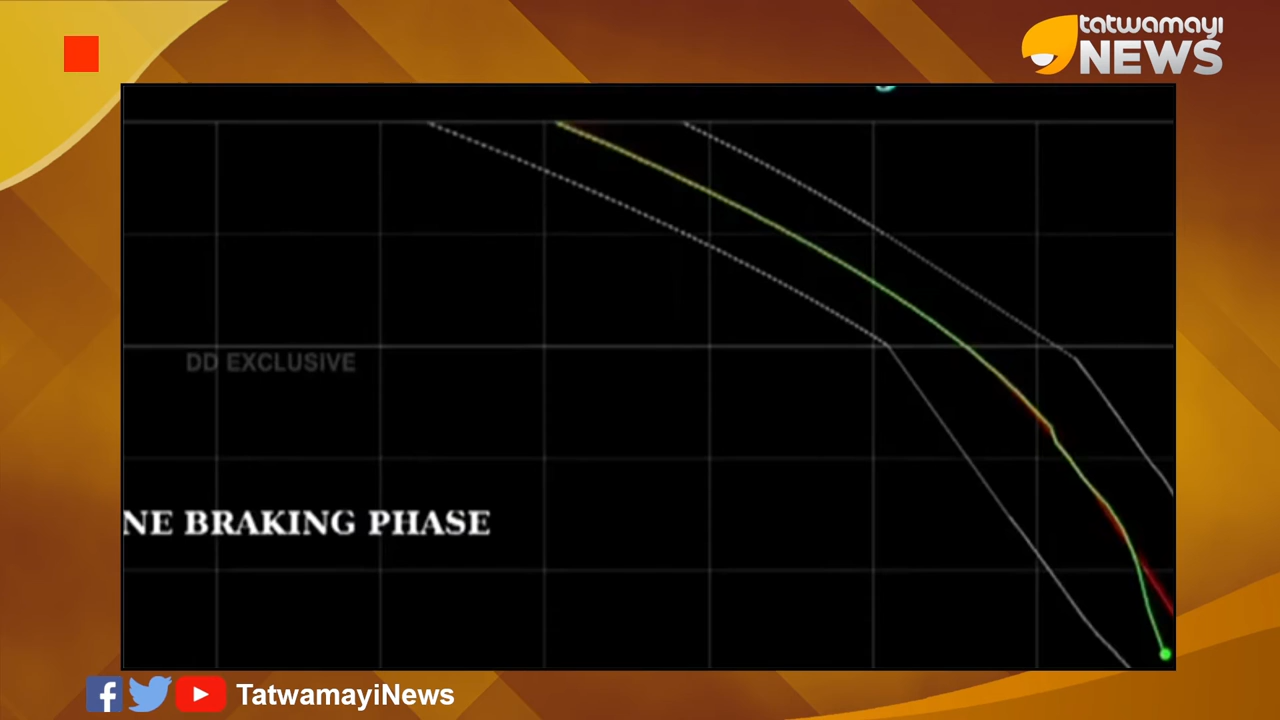 tatwamayi
NEWS
DD EXCLUSIVE
NE BRAKING PHASE
TatwamayiNews